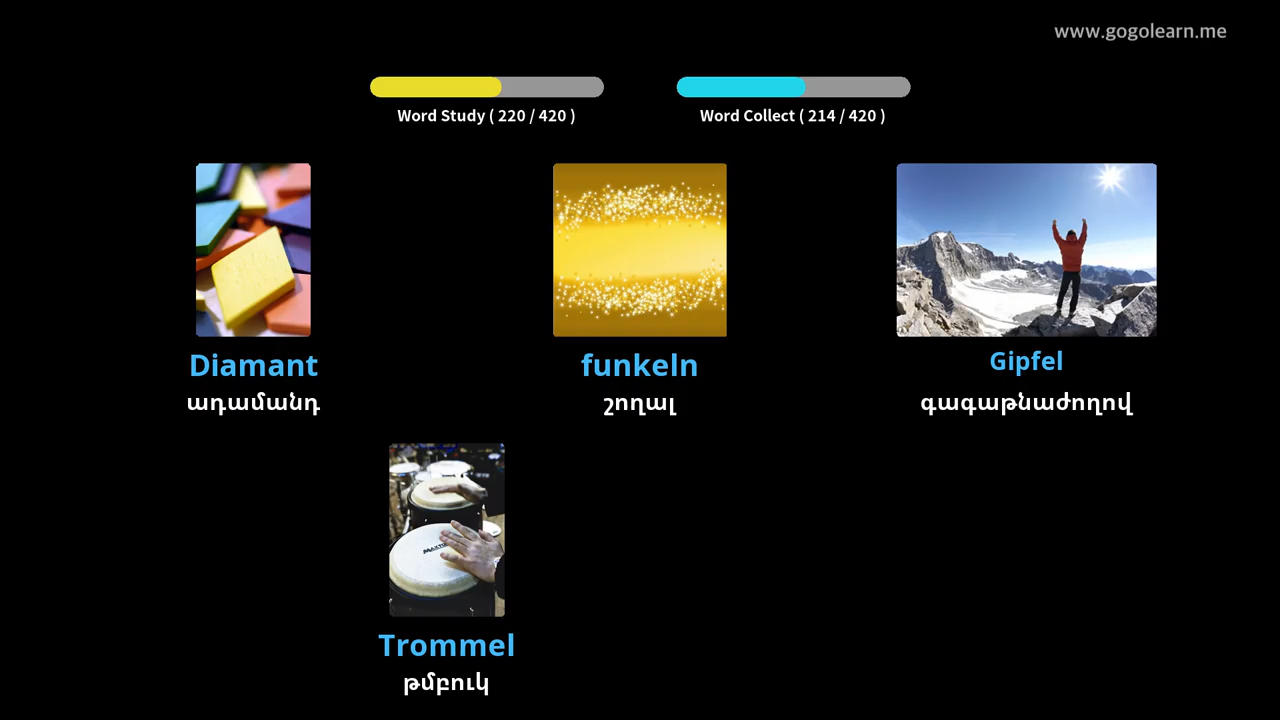 www.gogolearn.me
Word Study ( 220 / 420 )
Word Collect ( 214 / 420 )
Diamant
funkeln
Gipfel
ադամանդ
շողալ
գագաթնաժողով
Trommel
թմբուկ